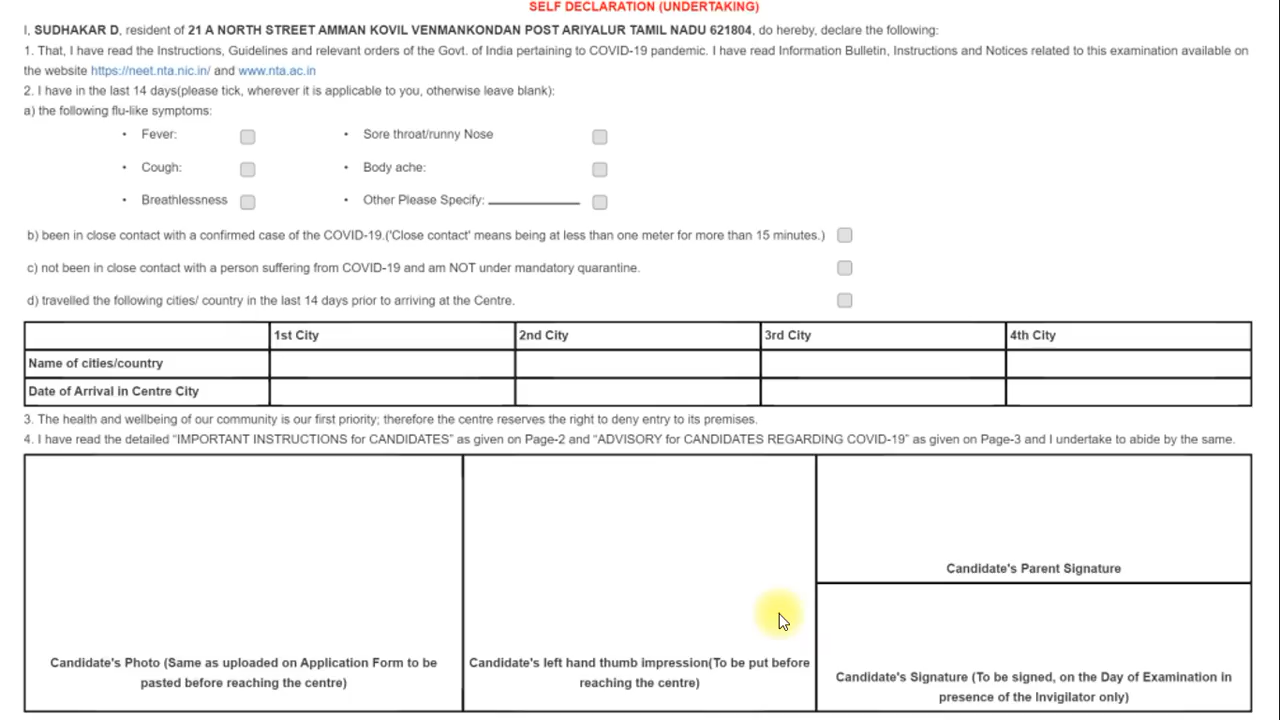 SELF DECLARATION (UNDERTAKING)
I, SUDHAKAR D, resident of 21 A NORTH STREET AMMAN KOVIL VENMANKONDAN POST ARIYALUR TAMIL NADU 621804, do hereby, declare the following:
1. That, I have read the Instructions, Guidelines and relevant orders of the Govt. of India pertaining to COVID-19 pandemic. I have read Information Bulletin, Instructions and Notices related to this examination available on
the website https://neet.nta.nic.in/ and www.nta.ac.in
2. I have in the last 14 days(please tick, wherever it is applicable to you, otherwise leave blank):
a) the following flu-like symptoms:
• Fever: • Sore throat/runny Nose
• Cough: • Body ache:
• Breathlessness • Other Please Specify: ______________
b) been in close contact with a confirmed case of the COVID-19.('Close contact' means being at less than one meter for more than 15 minutes.)
c) not been in close contact with a person suffering from COVID-19 and am NOT under mandatory quarantine.
d) travelled the following cities/ country in the last 14 days prior to arriving at the Centre.
1st City 2nd City 3rd City 4th City
Name of cities/country
Date of Arrival in Centre City
3. The health and wellbeing of our community is our first priority; therefore the centre reserves the right to deny entry to its premises.
4. I have read the detailed “IMPORTANT INSTRUCTIONS for CANDIDATES” as given on Page-2 and “ADVISORY for CANDIDATES REGARDING COVID-19” as given on Page-3 and I undertake to abide by the same.
Candidate's Photo (Same as uploaded on Application Form to be
pasted before reaching the centre)
Candidate's left hand thumb impression(To be put before
reaching the centre)
Candidate's Parent Signature
Candidate's Signature (To be signed, on the Day of Examination in
presence of the Invigilator only)